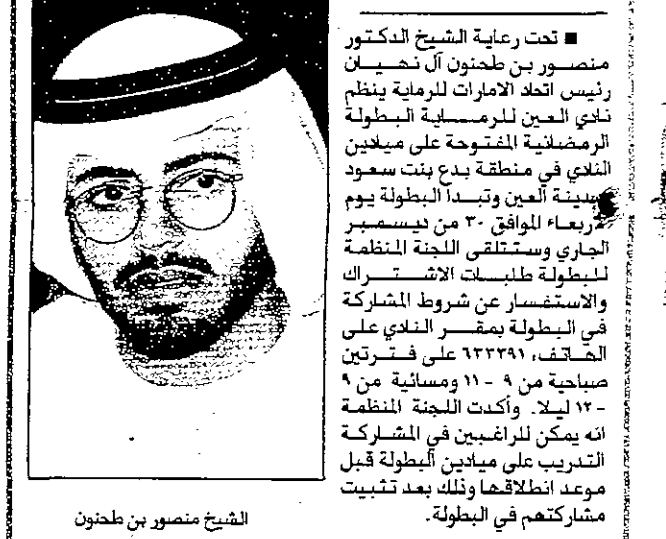 ■ تحت رعاية الشيخ الدكتور
منصور بن طحنون آل نهيان
رئيس اتحاد الامارات للرماية ينظم
نادي العين للرماية البطولة
الرمضانية المفتوحة على ميادين
النادي في منطقة بدع بنت سعود
بمدينة العين وتبدأ البطولة يوم
الاربعاء الموافق ٣٠ من ديسمبر
الجاري وستتلقى اللجنة المنظمة
للبطولة طلبات الاشتراك
والاستفسار عن شروط المشاركة
في البطولة بمقر النادي على
الهاتف، ٦٣٣٣٩١ على فترتين
صباحية من ٩ - ١١ ومسائية من ٩
- ١٢ ليلا. وأكدت اللجنة المنظمة
انه يمكن للراغبين في المشاركة
التدريب على ميادين البطولة قبل
موعد انطلاقها وذلك بعد تثبيت
مشاركتهم في البطولة.
الشيخ منصور بن طحنون